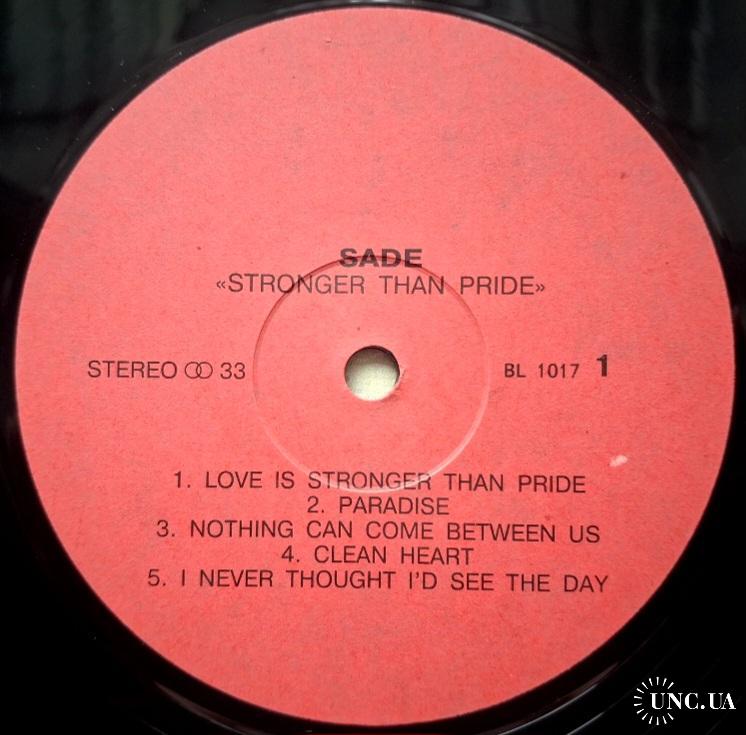 SADE
«STRONGER THAN PRIDE»
STEREO 33
BL 1017 1
1. LOVE IS STRONGER THAN PRIDE
2. PARADISE
3. NOTHING CAN COME BETWEEN US
4. CLEAN HEART
5. I NEVER THOUGHT I'D SEE THE DAY
UNC.UA